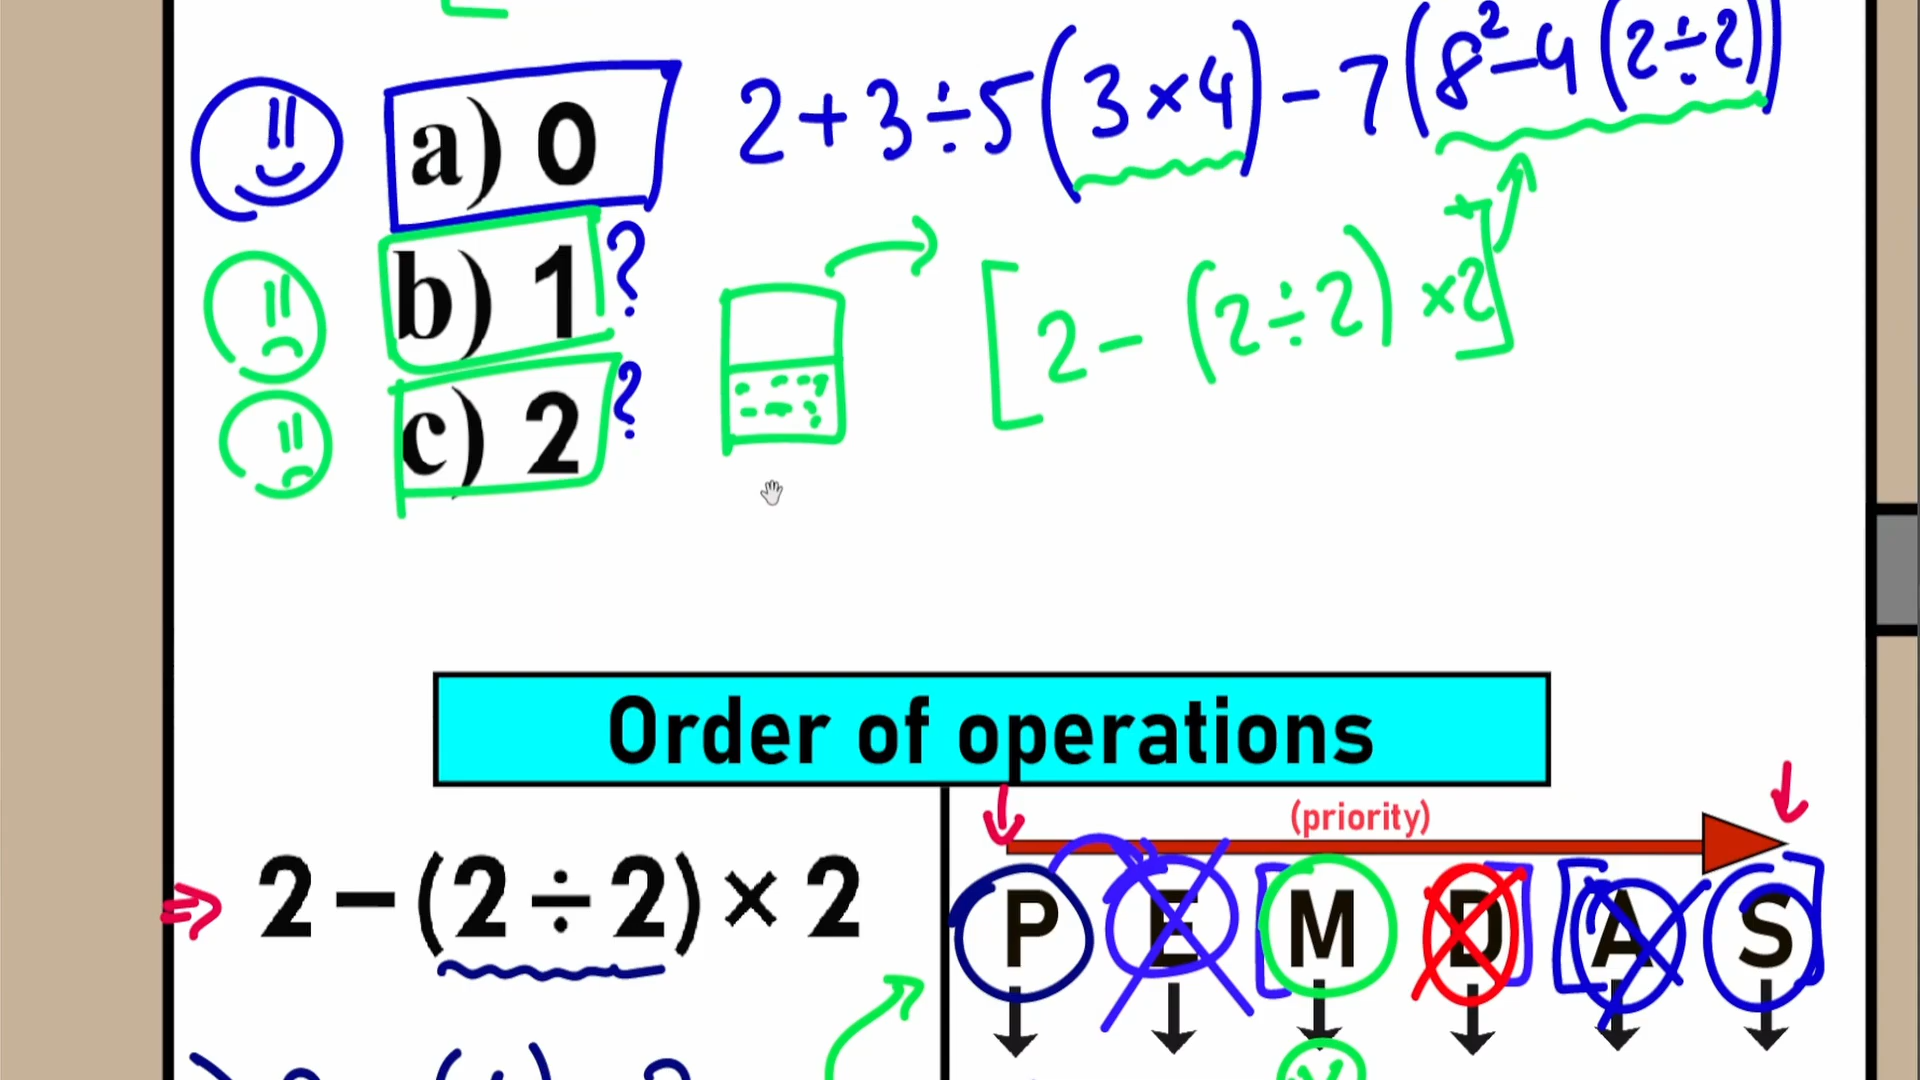 a) 0
2+3÷5(3×4)-7(8²-4(2÷2))
b) 1 ?
[2-(2÷2)×2]
c) 2 ?
Order of operations
(priority)
2-(2÷2)×2
P E M D A S